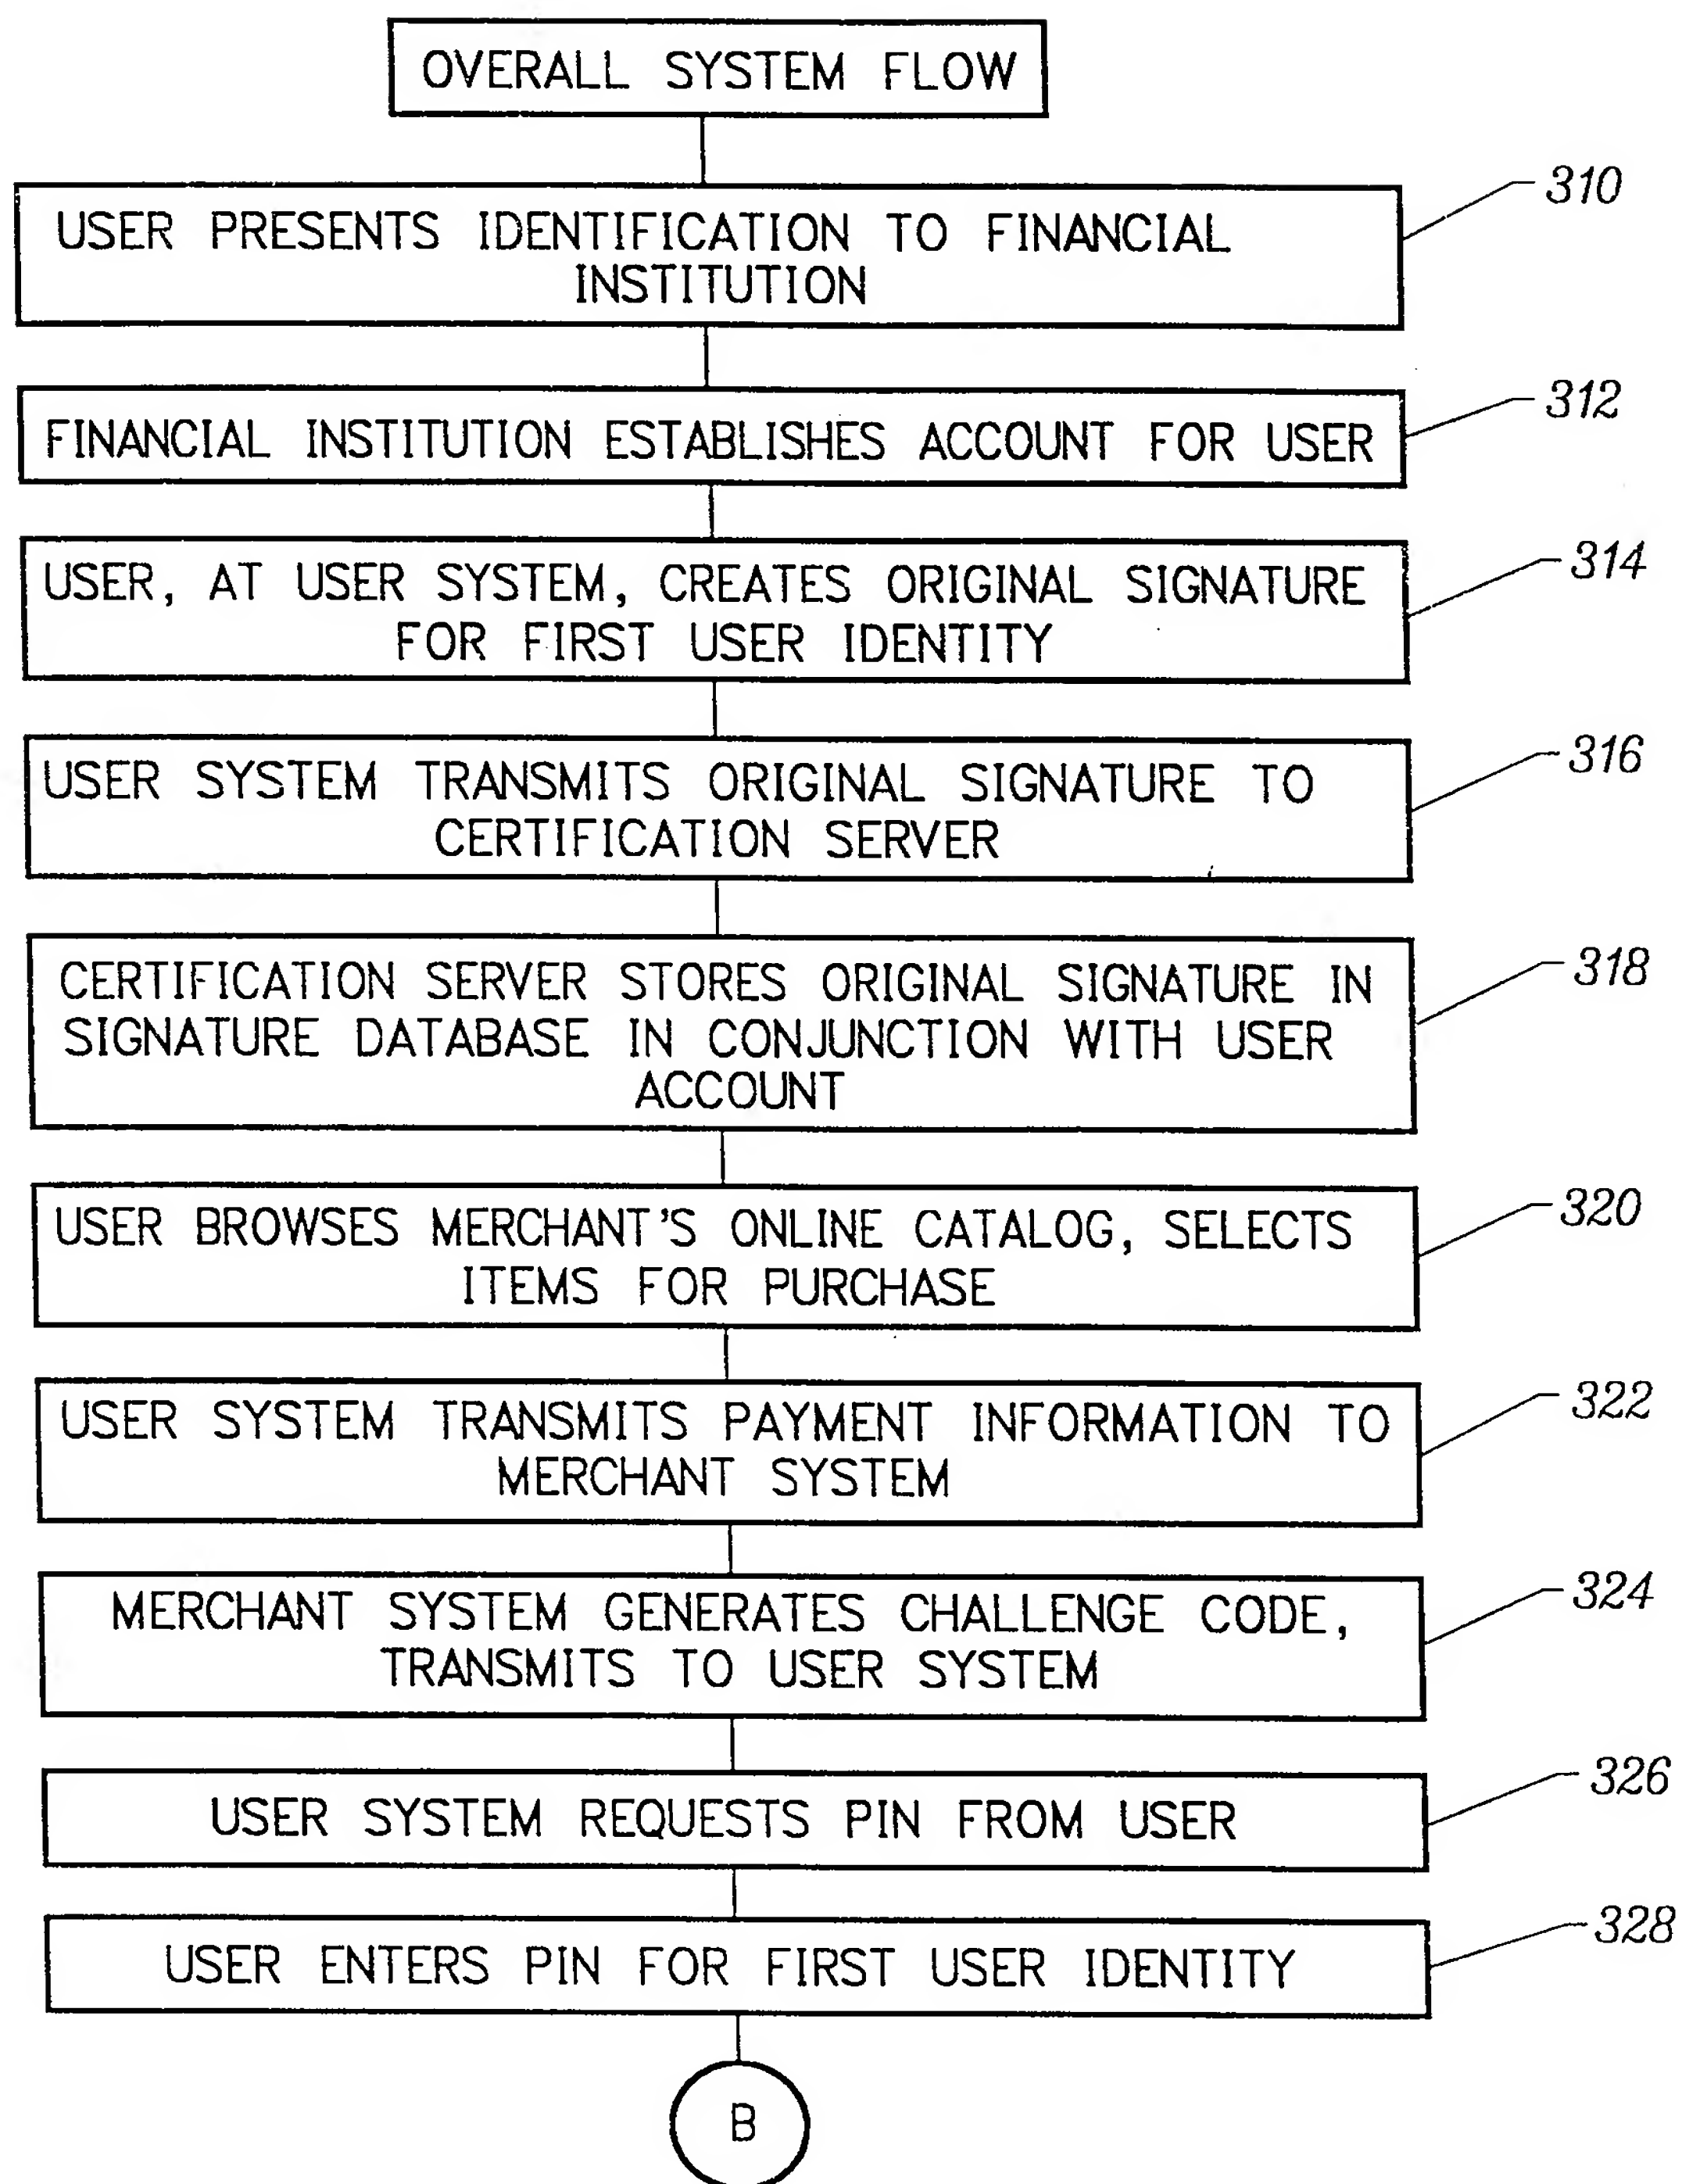 OVERALL SYSTEM FLOW
310
USER PRESENTS IDENTIFICATION TO FINANCIAL
INSTITUTION
312
FINANCIAL INSTITUTION ESTABLISHES ACCOUNT FOR USER
314
USER, AT USER SYSTEM, CREATES ORIGINAL SIGNATURE
FOR FIRST USER IDENTITY
316
USER SYSTEM TRANSMITS ORIGINAL SIGNATURE TO
CERTIFICATION SERVER
318
CERTIFICATION SERVER STORES ORIGINAL SIGNATURE IN
SIGNATURE DATABASE IN CONJUNCTION WITH USER
ACCOUNT
320
USER BROWSES MERCHANT'S ONLINE CATALOG, SELECTS
ITEMS FOR PURCHASE
322
USER SYSTEM TRANSMITS PAYMENT INFORMATION TO
MERCHANT SYSTEM
324
MERCHANT SYSTEM GENERATES CHALLENGE CODE,
TRANSMITS TO USER SYSTEM
326
USER SYSTEM REQUESTS PIN FROM USER
328
USER ENTERS PIN FOR FIRST USER IDENTITY
B